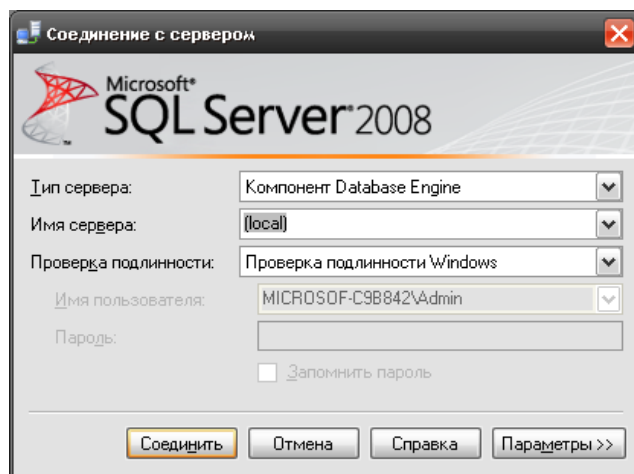 Соединение с сервером
Microsoft®
SQL Server 2008
Тип сервера: Компонент Database Engine
Имя сервера: (local)
Проверка подлинности: Проверка подлинности Windows
Имя пользователя: MICROSOF-C9B842\Admin
Пароль:
Запомнить пароль
Соединить Отмена Справка Параметры >>